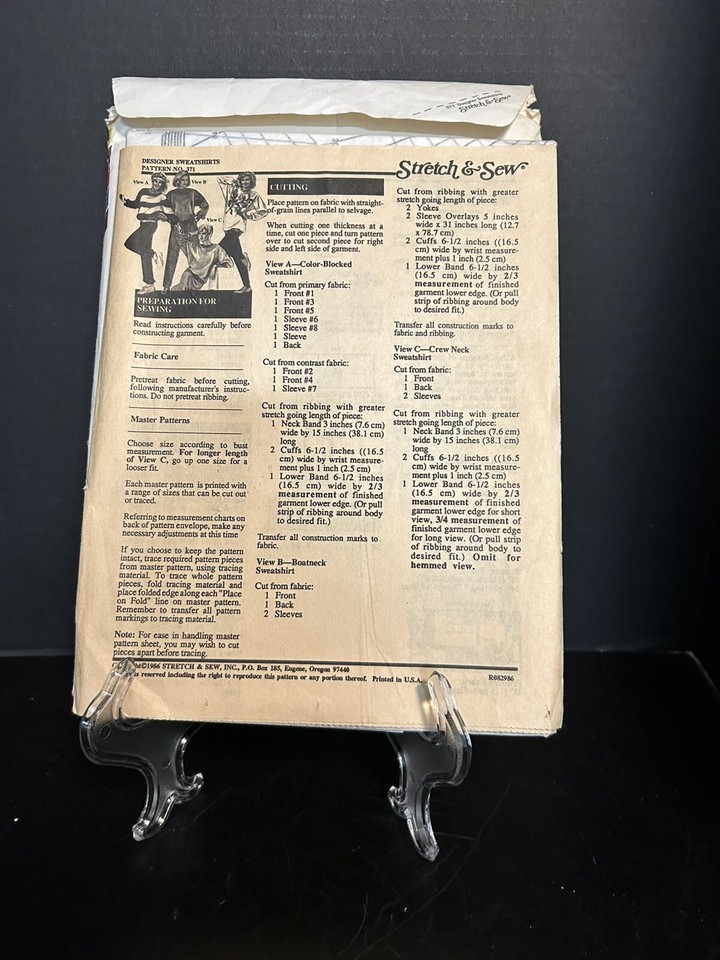 371 Designer Sweatshirts
Stretch & Sew®
DESIGNER SWEATSHIRTS
PATTERN NO. 371
Stretch & Sew®
View A
View B
View C
PREPARATION FOR
SEWING
Read instructions carefully before
constructing garment.
Fabric Care
Pretreat fabric before cutting,
following manufacturer's instruc-
tions. Do not pretreat ribbing.
Master Patterns
Choose size according to bust
measurement. For longer length
of View C, go up one size for a
looser fit.
Each master pattern is printed with
a range of sizes that can be cut out
or traced.
Referring to measurement charts on
back of pattern envelope, make any
necessary adjustments at this time
If you choose to keep the pattern
intact, trace required pattern pieces
from master pattern, using tracing
material. To trace whole pattern
pieces, fold tracing material and
place folded edge along each "Place
on Fold" line on master pattern.
Remember to transfer all pattern
markings to tracing material.
Note: For ease in handling master
pattern sheet, you may wish to cut
pieces apart before tracing.
CUTTING
Place pattern on fabric with straight-
of-grain lines parallel to selvage.
When cutting one thickness at a
time, cut one piece and turn pattern
over to cut second piece for right
side and left side of garment.
View A—Color-Blocked
Sweatshirt
Cut from primary fabric:
1 Front #1
1 Front #3
1 Front #5
1 Sleeve #6
1 Sleeve #8
1 Sleeve
1 Back
Cut from contrast fabric:
1 Front #2
1 Front #4
1 Sleeve #7
Cut from ribbing with greater
stretch going length of piece:
1 Neck Band 3 inches (7.6 cm)
wide by 15 inches (38.1 cm)
long
2 Cuffs 6-1/2 inches ((16.5
cm) wide by wrist measure-
ment plus 1 inch (2.5 cm)
1 Lower Band 6-1/2 inches
(16.5 cm) wide by 2/3
measurement of finished
garment lower edge. (Or pull
strip of ribbing around body
to desired fit.)
Transfer all construction marks to
fabric.
View B—Boatneck
Sweatshirt
Cut from fabric:
1 Front
1 Back
2 Sleeves
Cut from ribbing with greater
stretch going length of piece:
2 Yokes
2 Sleeve Overlays 5 inches
wide x 31 inches long (12.7
x 78.7 cm)
2 Cuffs 6-1/2 inches ((16.5
cm) wide by wrist measure-
ment plus 1 inch (2.5 cm)
1 Lower Band 6-1/2 inches
(16.5 cm) wide by 2/3
measurement of finished
garment lower edge. (Or pull
strip of ribbing around body
to desired fit.)
Transfer all construction marks to
fabric and ribbing.
View C—Crew Neck
Sweatshirt
Cut from fabric:
1 Front
1 Back
2 Sleeves
Cut from ribbing with greater
stretch going length of piece:
1 Neck Band 3 inches (7.6 cm)
wide by 15 inches (38.1 cm)
long
2 Cuffs 6-1/2 inches ((16.5
cm) wide by wrist measure-
ment plus 1 inch (2.5 cm)
1 Lower Band 6-1/2 inches
(16.5 cm) wide by 2/3
measurement of finished
garment lower edge for short
view, 3/4 measurement of
finished garment lower edge
for long view. (Or pull strip
of ribbing around body to
desired fit.) Omit for
hemmed view.
©1986 STRETCH & SEW, INC., P.O. Box 185, Eugene, Oregon 97440
is reserved including the right to reproduce this pattern or any portion thereof. Printed in U.S.A.
R082986